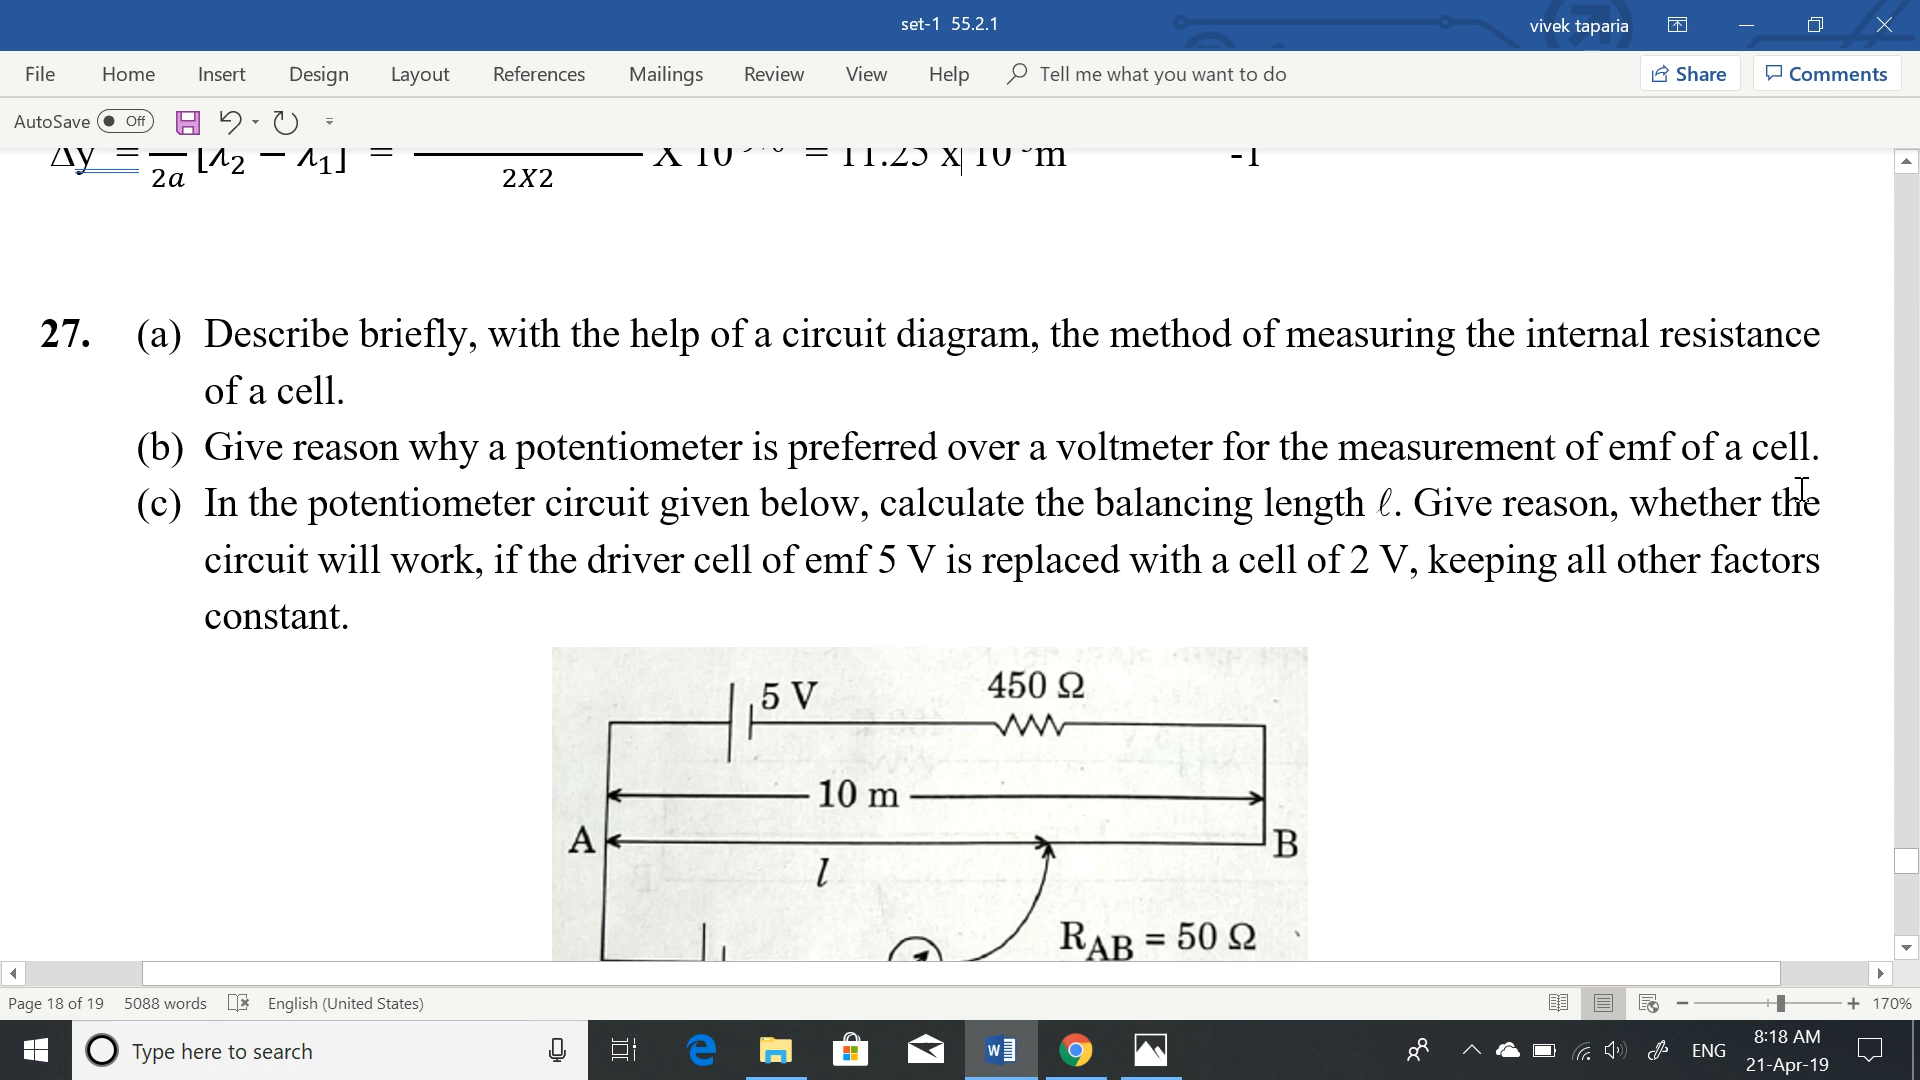 set-1 55.2.1
vivek taparia
File Home Insert Design Layout References Mailings Review View Help Tell me what you want to do Share Comments
AutoSave Off
2a 2X2
27. (a) Describe briefly, with the help of a circuit diagram, the method of measuring the internal resistance
of a cell.
(b) Give reason why a potentiometer is preferred over a voltmeter for the measurement of emf of a cell.
(c) In the potentiometer circuit given below, calculate the balancing length ℓ. Give reason, whether the
circuit will work, if the driver cell of emf 5 V is replaced with a cell of 2 V, keeping all other factors
constant.
5 V 450 Ω
10 m
A B
l
R_AB = 50 Ω
Page 18 of 19 5088 words English (United States) 170%
Type here to search
ENG
8:18 AM
21-Apr-19